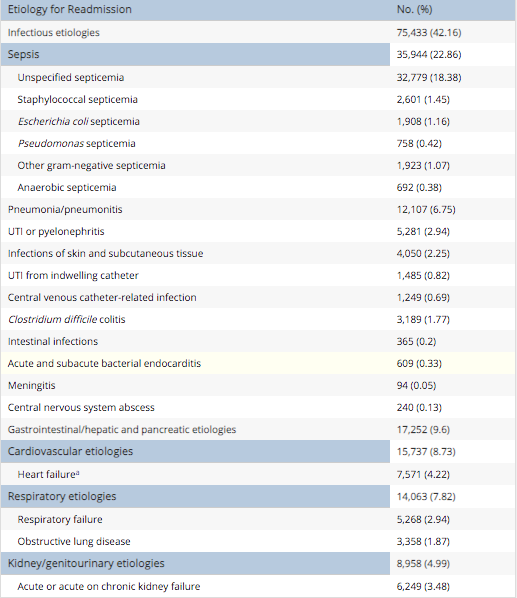 Etiology for Readmission No. (%)
Infectious etiologies 75,433 (42.16)
Sepsis 35,944 (22.86)
Unspecified septicemia 32,779 (18.38)
Staphylococcal septicemia 2,601 (1.45)
Escherichia coli septicemia 1,908 (1.16)
Pseudomonas septicemia 758 (0.42)
Other gram-negative septicemia 1,923 (1.07)
Anaerobic septicemia 692 (0.38)
Pneumonia/pneumonitis 12,107 (6.75)
UTI or pyelonephritis 5,281 (2.94)
Infections of skin and subcutaneous tissue 4,050 (2.25)
UTI from indwelling catheter 1,485 (0.82)
Central venous catheter-related infection 1,249 (0.69)
Clostridium difficile colitis 3,189 (1.77)
Intestinal infections 365 (0.2)
Acute and subacute bacterial endocarditis 609 (0.33)
Meningitis 94 (0.05)
Central nervous system abscess 240 (0.13)
Gastrointestinal/hepatic and pancreatic etiologies 17,252 (9.6)
Cardiovascular etiologies 15,737 (8.73)
Heart failureᵃ 7,571 (4.22)
Respiratory etiologies 14,063 (7.82)
Respiratory failure 5,268 (2.94)
Obstructive lung disease 3,358 (1.87)
Kidney/genitourinary etiologies 8,958 (4.99)
Acute or acute on chronic kidney failure 6,249 (3.48)